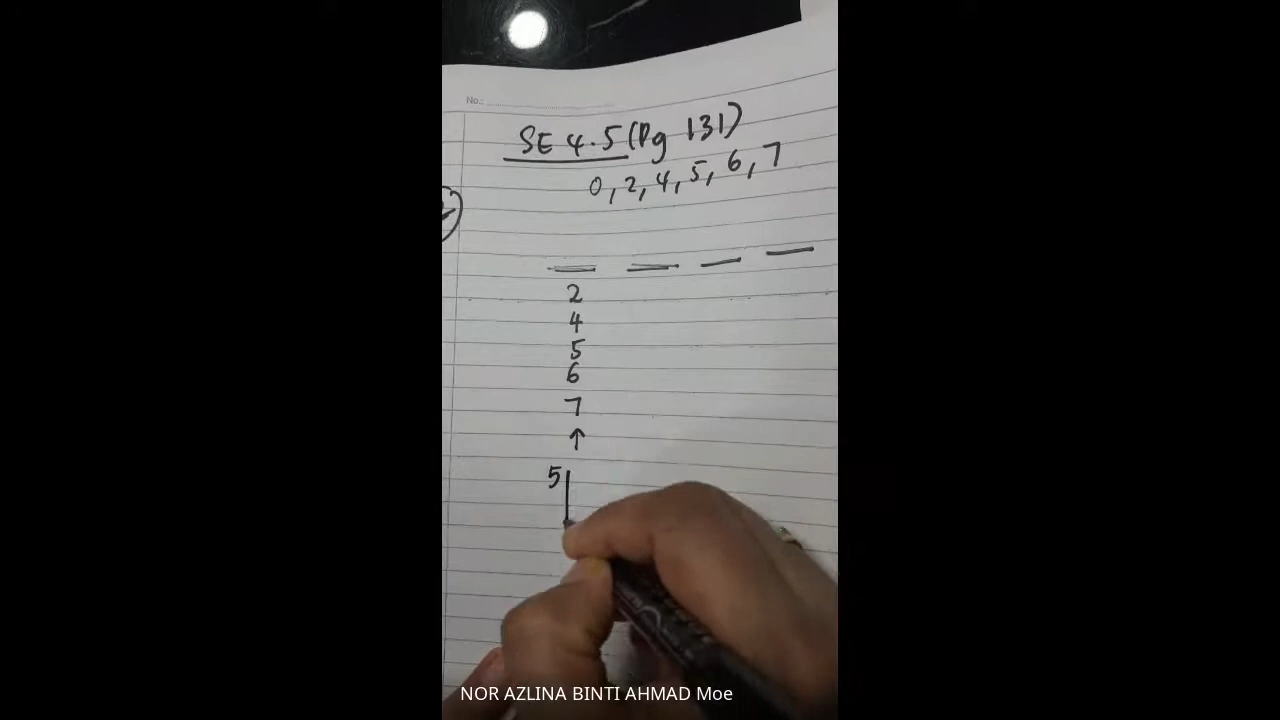 No.:
SE 4.5 (Pg 131)
0, 2, 4, 5, 6, 7
2
4
5
6
7
↑
5
NOR AZLINA BINTI AHMAD Moe